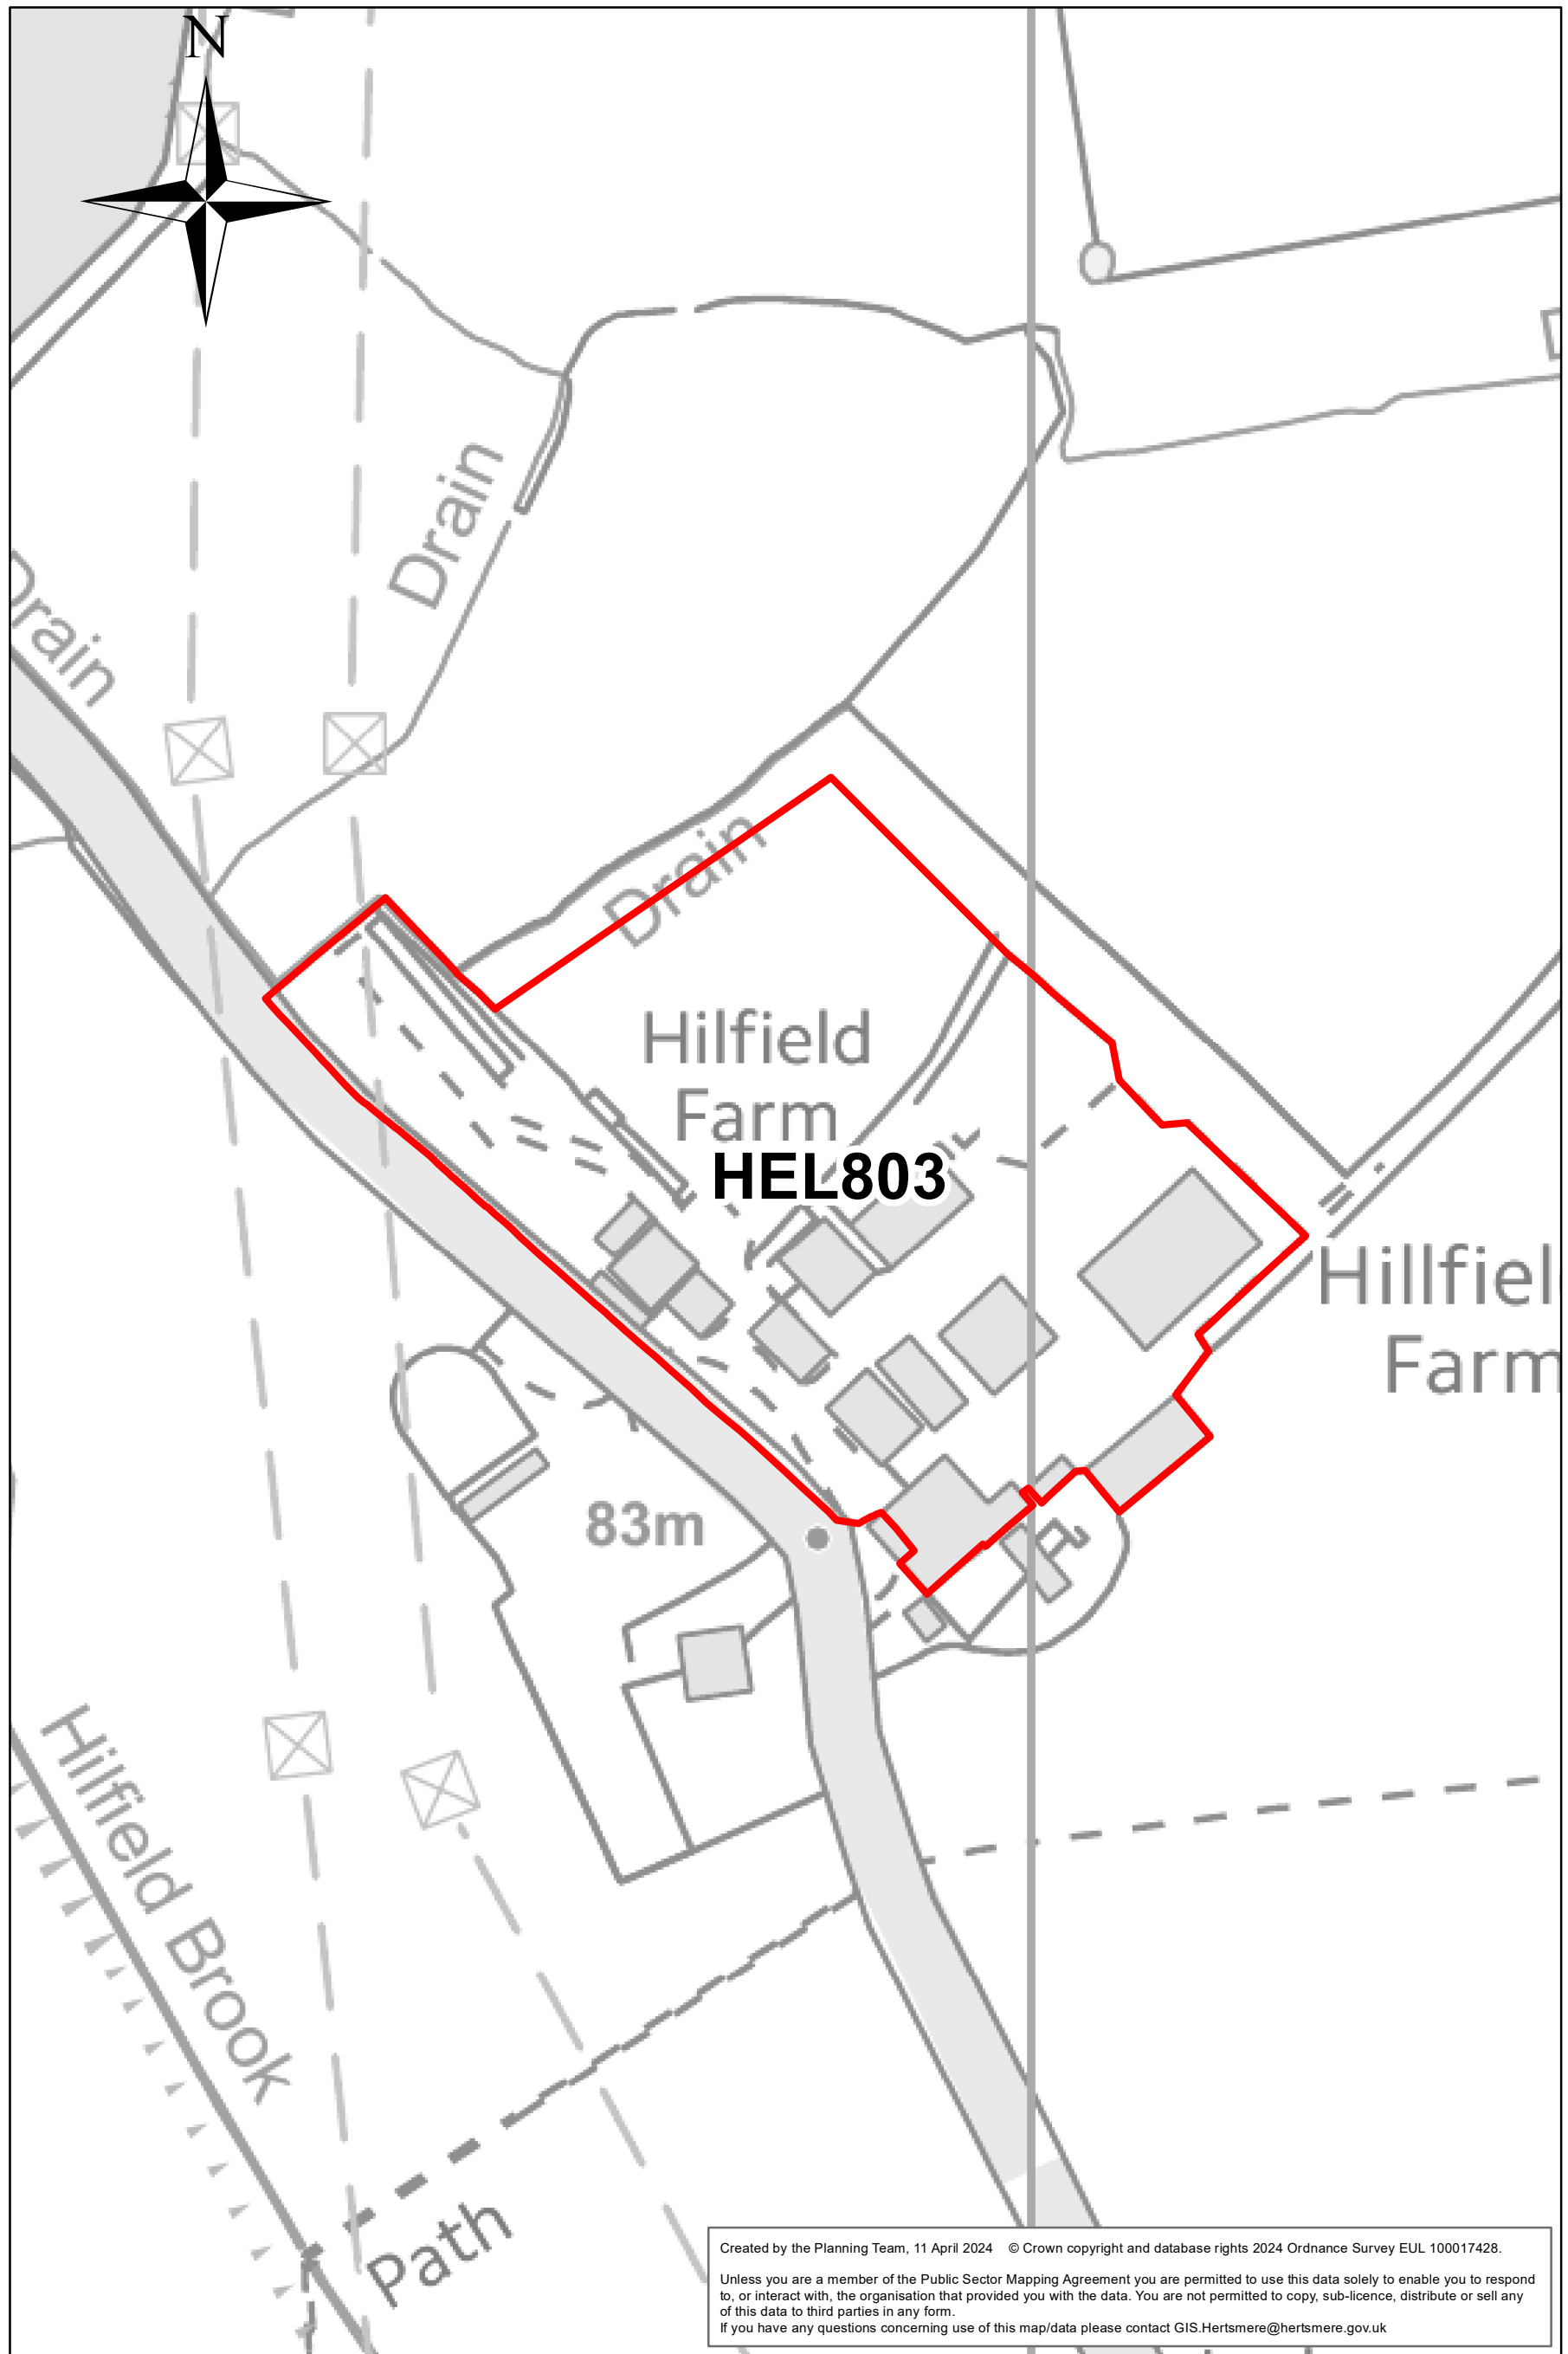 N
Drain
Drain
Drain
Hilfield
Farm
HEL803
Hillfiel
Farm
83m
Hilfield Brook
Path
Created by the Planning Team, 11 April 2024 © Crown copyright and database rights 2024 Ordnance Survey EUL 100017428.
Unless you are a member of the Public Sector Mapping Agreement you are permitted to use this data solely to enable you to respond
to, or interact with, the organisation that provided you with the data. You are not permitted to copy, sub-licence, distribute or sell any
of this data to third parties in any form.
If you have any questions concerning use of this map/data please contact GIS.Hertsmere@hertsmere.gov.uk